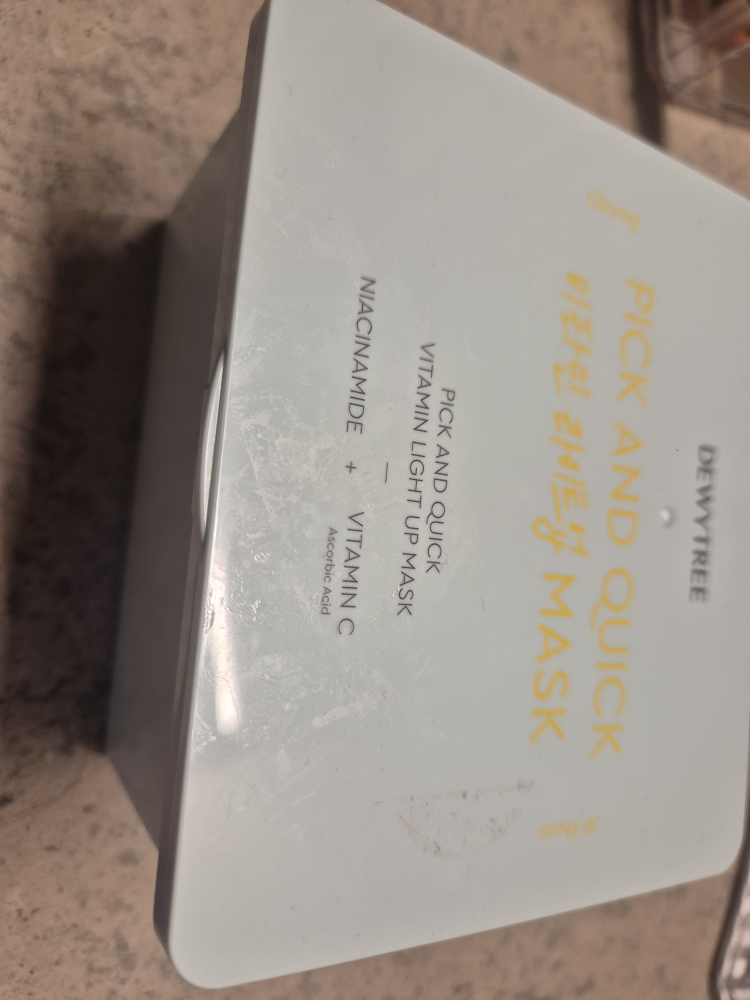 DEWYTREE
PICK AND QUICK
비타민 라이트업 MASK
PICK AND QUICK
VITAMIN LIGHT UP MASK
NIACINAMIDE + VITAMIN C
Ascorbic Acid